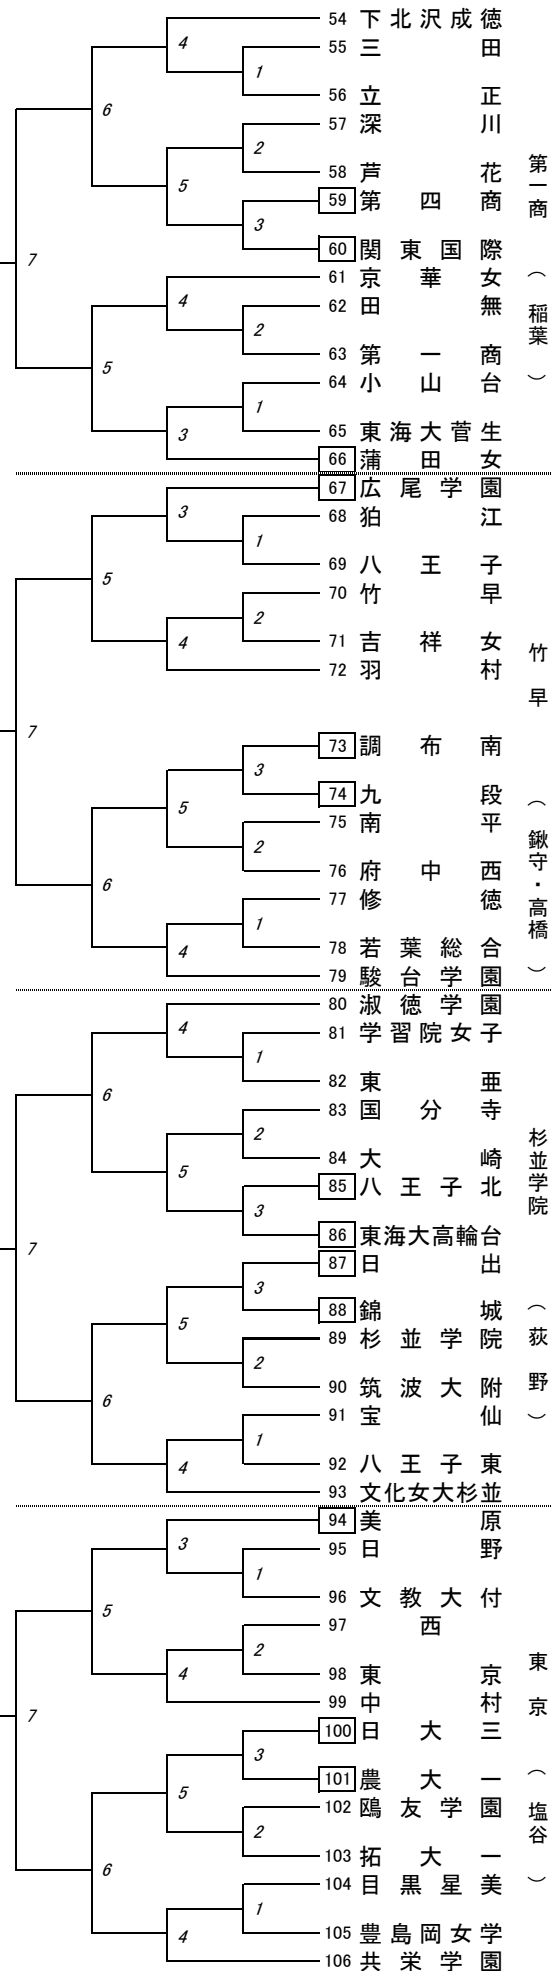 54 下北沢成徳
4
55 三田
1
56 立正
6
57 深川
2
58 芦花
5
59 第四商
3
60 関東国際
7
61 京華女
4
62 田無
2
63 第一商
5
64 小山台
1
65 東海大菅生
3
66 蒲田女
第一商（稲葉）
67 広尾学園
3
68 狛江
1
69 八王子
5
70 竹早
2
71 吉祥女
4
72 羽村
7
73 調布南
3
74 九段
5
75 南平
2
76 府中西
6
77 修徳
1
78 若葉総合
4
79 駿台学園
竹早（鍬守・高橋）
80 淑徳学園
4
81 学習院女子
1
82 東亜
6
83 国分寺
2
84 大崎
5
85 八王子北
3
86 東海大高輪台
7
87 日出
3
88 錦城
5
89 杉並学院
2
90 筑波大附
6
91 宝仙
1
92 八王子東
4
93 文化女大杉並
杉並学院（荻野）
94 美原
3
95 日野
1
96 文教大付
5
97 西
2
98 東京
4
99 中村
7
100 日大三
3
101 農大一
5
102 鴎友学園
2
103 拓大一
6
104 目黒星美
1
105 豊島岡女学
4
106 共栄学園
東京（塩谷）